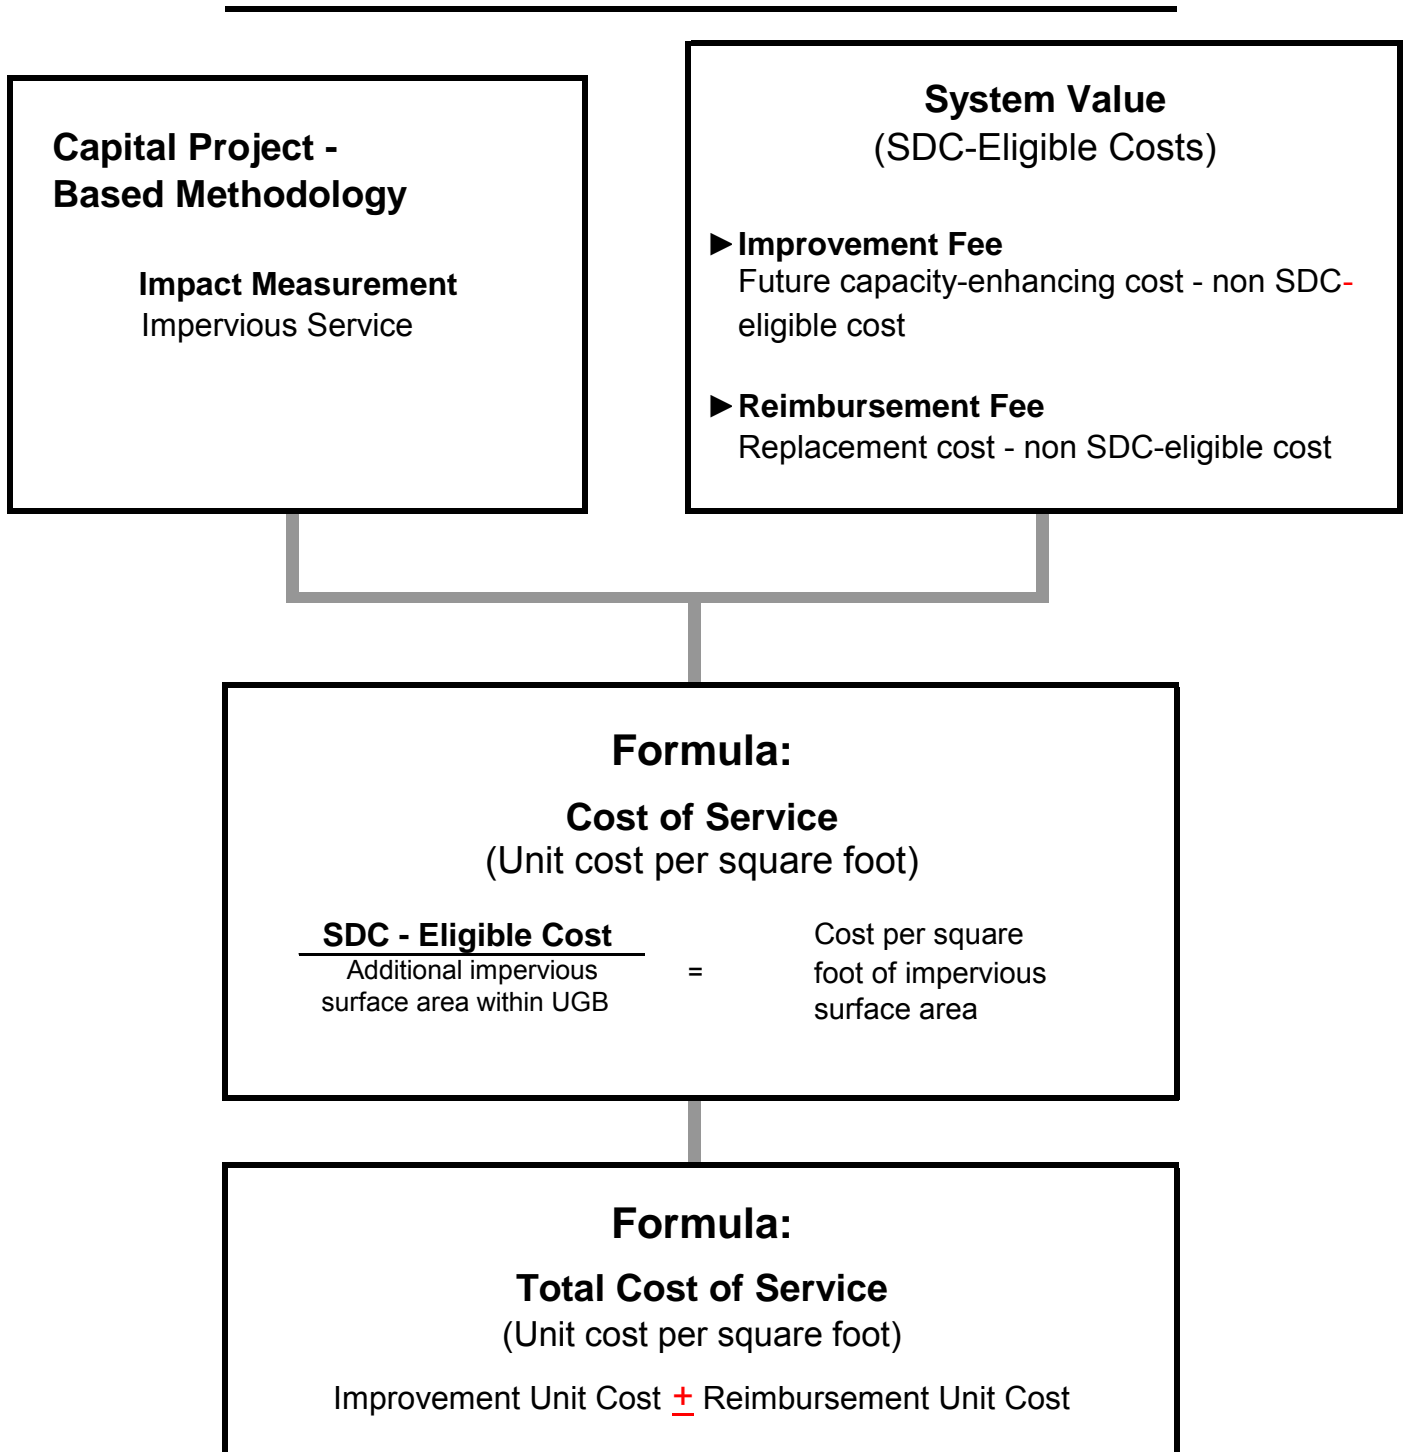 Capital Project -
Based Methodology
Impact Measurement
Impervious Service
System Value
(SDC-Eligible Costs)
►Improvement Fee
Future capacity-enhancing cost - non SDC-
eligible cost
►Reimbursement Fee
Replacement cost - non SDC-eligible cost
Formula:
Cost of Service
(Unit cost per square foot)
SDC - Eligible Cost
Additional impervious
surface area within UGB
=
Cost per square
foot of impervious
surface area
Formula:
Total Cost of Service
(Unit cost per square foot)
Improvement Unit Cost + Reimbursement Unit Cost